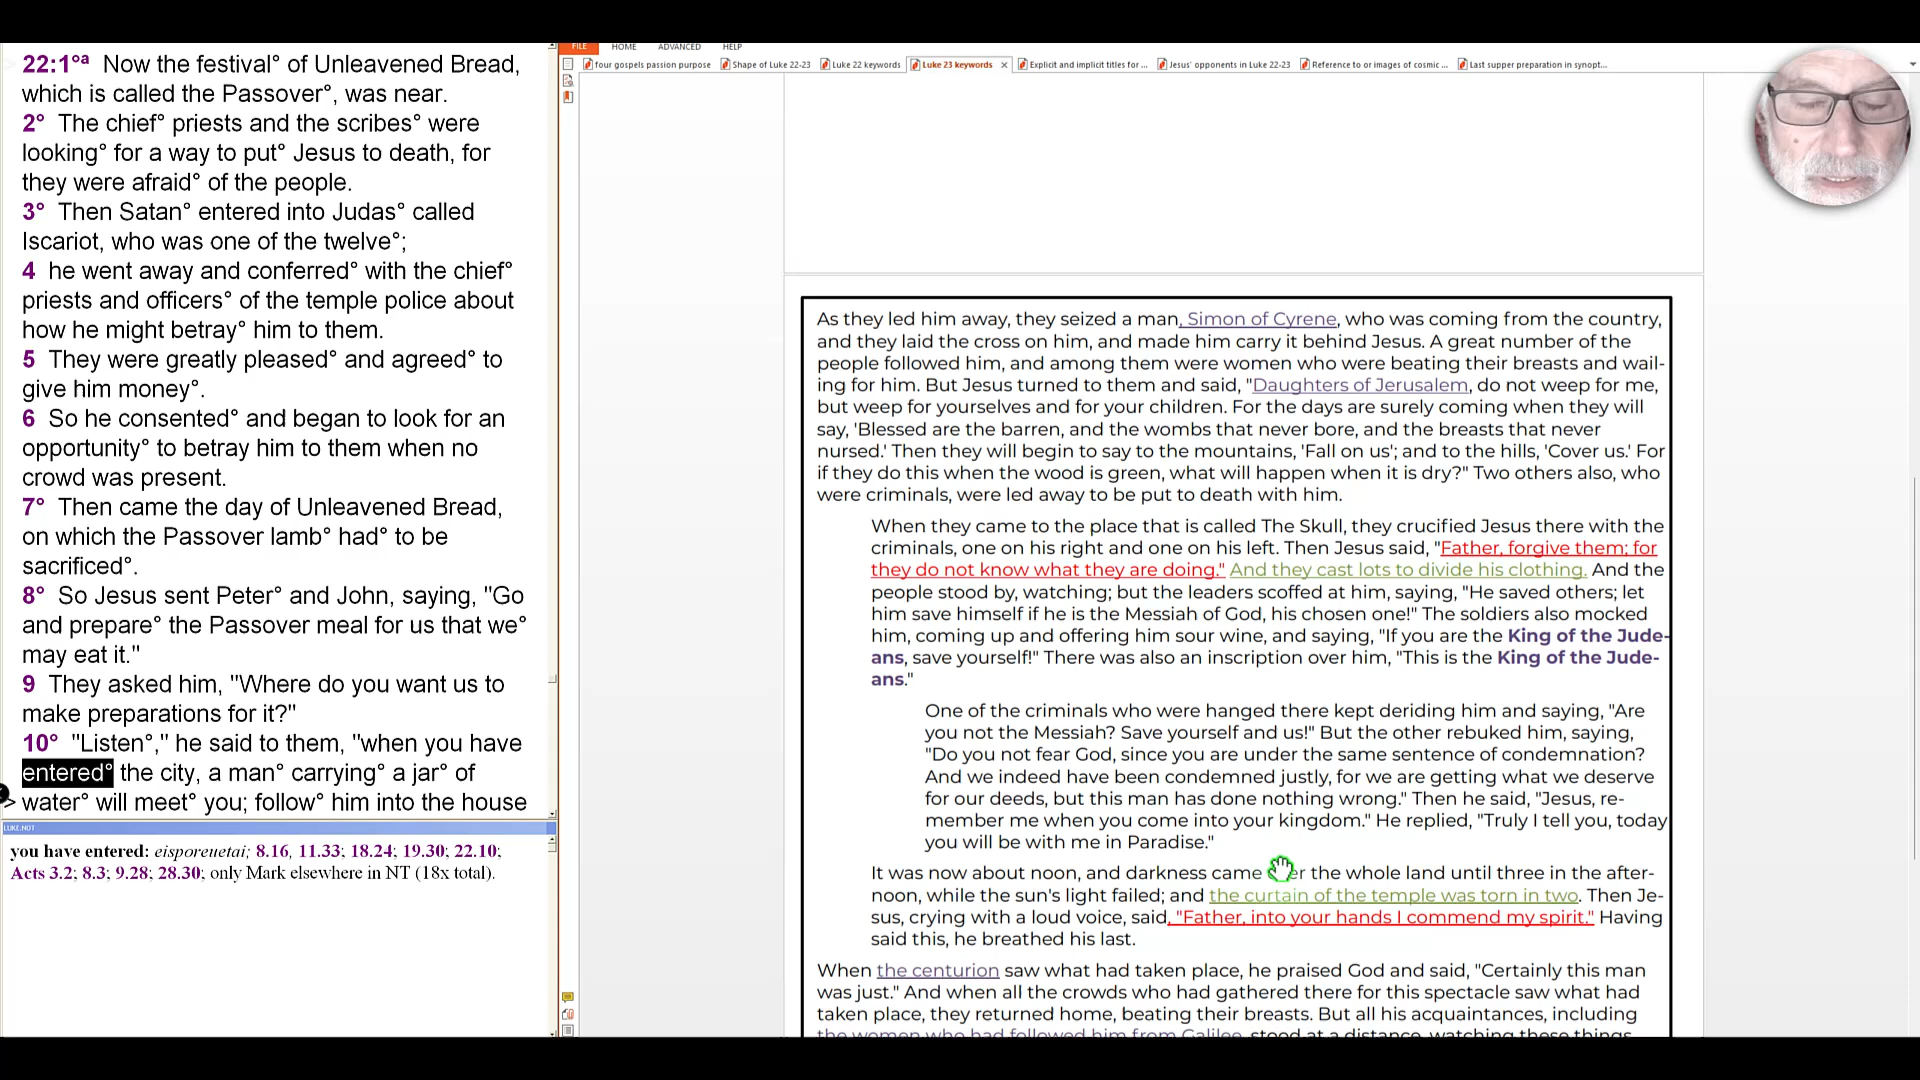 22:1°ª Now the festival° of Unleavened Bread,
which is called the Passover°, was near.
2° The chief° priests and the scribes° were
looking° for a way to put° Jesus to death, for
they were afraid° of the people.
3° Then Satan° entered into Judas° called
Iscariot, who was one of the twelve°;
4 he went away and conferred° with the chief°
priests and officers° of the temple police about
how he might betray° him to them.
5 They were greatly pleased° and agreed° to
give him money°.
6 So he consented° and began to look for an
opportunity° to betray him to them when no
crowd was present.
7° Then came the day of Unleavened Bread,
on which the Passover lamb° had° to be
sacrificed°.
8° So Jesus sent Peter° and John, saying, "Go
and prepare° the Passover meal for us that we°
may eat it."
9 They asked him, "Where do you want us to
make preparations for it?"
10° "Listen°," he said to them, "when you have
entered° the city, a man° carrying° a jar° of
water° will meet° you; follow° him into the house
LUKE.NOT
you have entered: eisporeuetai; 8.16, 11.33; 18.24; 19.30; 22.10;
Acts 3.2; 8.3; 9.28; 28.30; only Mark elsewhere in NT (18x total).
FILE HOME ADVANCED HELP
four gospels passion purpose Shape of Luke 22-23 Luke 22 keywords Luke 23 keywords × Explicit and implicit titles for ... Jesus' opponents in Luke 22-23 Reference to or images of cosmic ... Last supper preparation in synopt...
As they led him away, they seized a man, Simon of Cyrene, who was coming from the country,
and they laid the cross on him, and made him carry it behind Jesus. A great number of the
people followed him, and among them were women who were beating their breasts and wail-
ing for him. But Jesus turned to them and said, "Daughters of Jerusalem, do not weep for me,
but weep for yourselves and for your children. For the days are surely coming when they will
say, 'Blessed are the barren, and the wombs that never bore, and the breasts that never
nursed.' Then they will begin to say to the mountains, 'Fall on us'; and to the hills, 'Cover us.' For
if they do this when the wood is green, what will happen when it is dry?" Two others also, who
were criminals, were led away to be put to death with him.
When they came to the place that is called The Skull, they crucified Jesus there with the
criminals, one on his right and one on his left. Then Jesus said, "Father, forgive them; for
they do not know what they are doing." And they cast lots to divide his clothing. And the
people stood by, watching; but the leaders scoffed at him, saying, "He saved others; let
him save himself if he is the Messiah of God, his chosen one!" The soldiers also mocked
him, coming up and offering him sour wine, and saying, "If you are the King of the Jude-
ans, save yourself!" There was also an inscription over him, "This is the King of the Jude-
ans."
One of the criminals who were hanged there kept deriding him and saying, "Are
you not the Messiah? Save yourself and us!" But the other rebuked him, saying,
"Do you not fear God, since you are under the same sentence of condemnation?
And we indeed have been condemned justly, for we are getting what we deserve
for our deeds, but this man has done nothing wrong." Then he said, "Jesus, re-
member me when you come into your kingdom." He replied, "Truly I tell you, today
you will be with me in Paradise."
It was now about noon, and darkness came over the whole land until three in the after-
noon, while the sun's light failed; and the curtain of the temple was torn in two. Then Je-
sus, crying with a loud voice, said, "Father, into your hands I commend my spirit." Having
said this, he breathed his last.
When the centurion saw what had taken place, he praised God and said, "Certainly this man
was just." And when all the crowds who had gathered there for this spectacle saw what had
taken place, they returned home, beating their breasts. But all his acquaintances, including
the women who had followed him from Galilee, stood at a distance, watching these things.